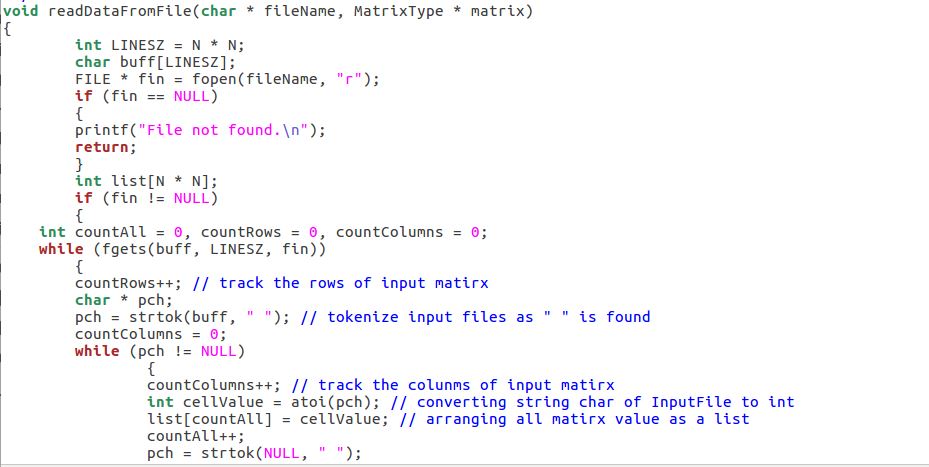 void readDataFromFile(char * fileName, MatrixType * matrix)
{
int LINESZ = N * N;
char buff[LINESZ];
FILE * fin = fopen(fileName, "r");
if (fin == NULL)
{
printf("File not found.\n");
return;
}
int list[N * N];
if (fin != NULL)
{
int countAll = 0, countRows = 0, countColumns = 0;
while (fgets(buff, LINESZ, fin))
{
countRows++; // track the rows of input matirx
char * pch;
pch = strtok(buff, " "); // tokenize input files as " " is found
countColumns = 0;
while (pch != NULL)
{
countColumns++; // track the colunms of input matirx
int cellValue = atoi(pch); // converting string char of InputFile to int
list[countAll] = cellValue; // arranging all matirx value as a list
countAll++;
pch = strtok(NULL, " ");